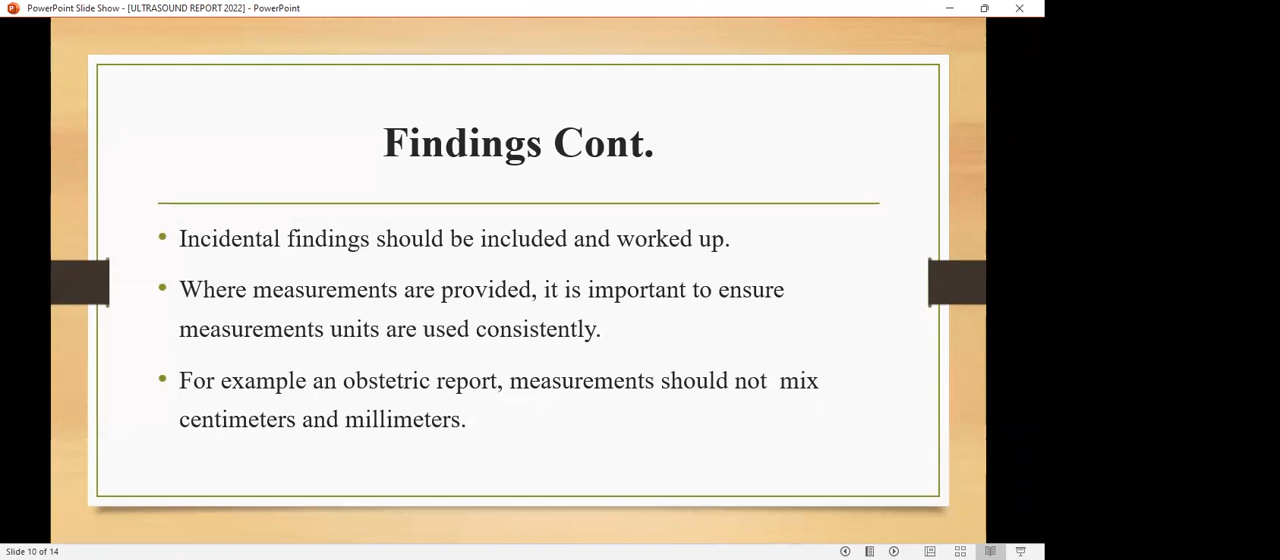 PowerPoint Slide Show - [ULTRASOUND REPORT 2022] - PowerPoint
Findings Cont.
• Incidental findings should be included and worked up.
• Where measurements are provided, it is important to ensure
measurements units are used consistently.
• For example an obstetric report, measurements should not  mix
centimeters and millimeters.
Slide 10 of 14